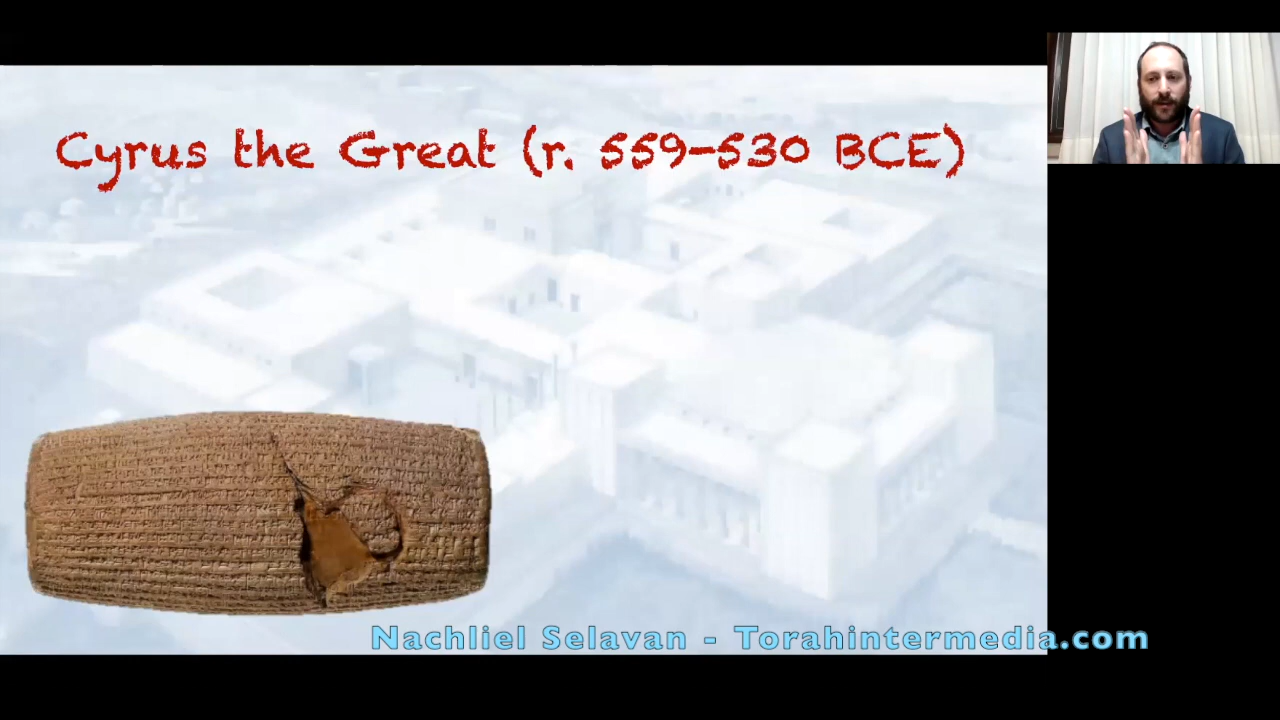 Cyrus the Great (r. 559-530 BCE)
Nachliel Selavan - Torahintermedia.com